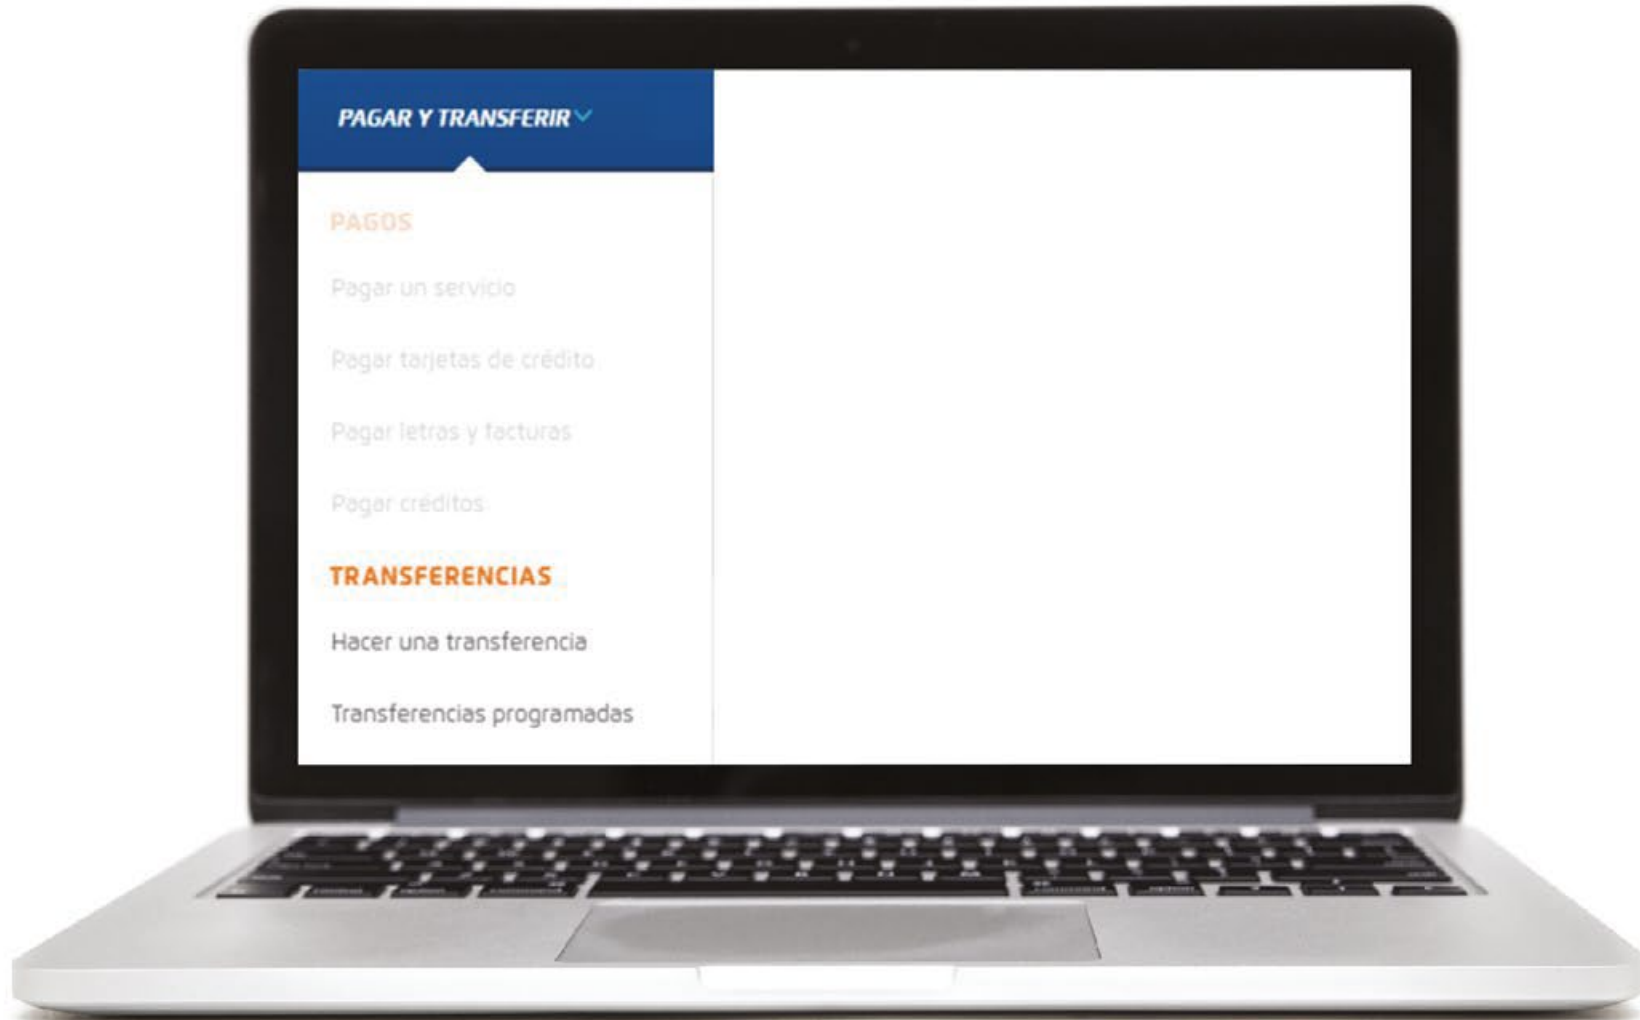 PAGAR Y TRANSFERIR
PAGOS
Pagar un servicio
Pagar tarjetas de crédito
Pagar letras y facturas
Pagar créditos
TRANSFERENCIAS
Hacer una transferencia
Transferencias programadas